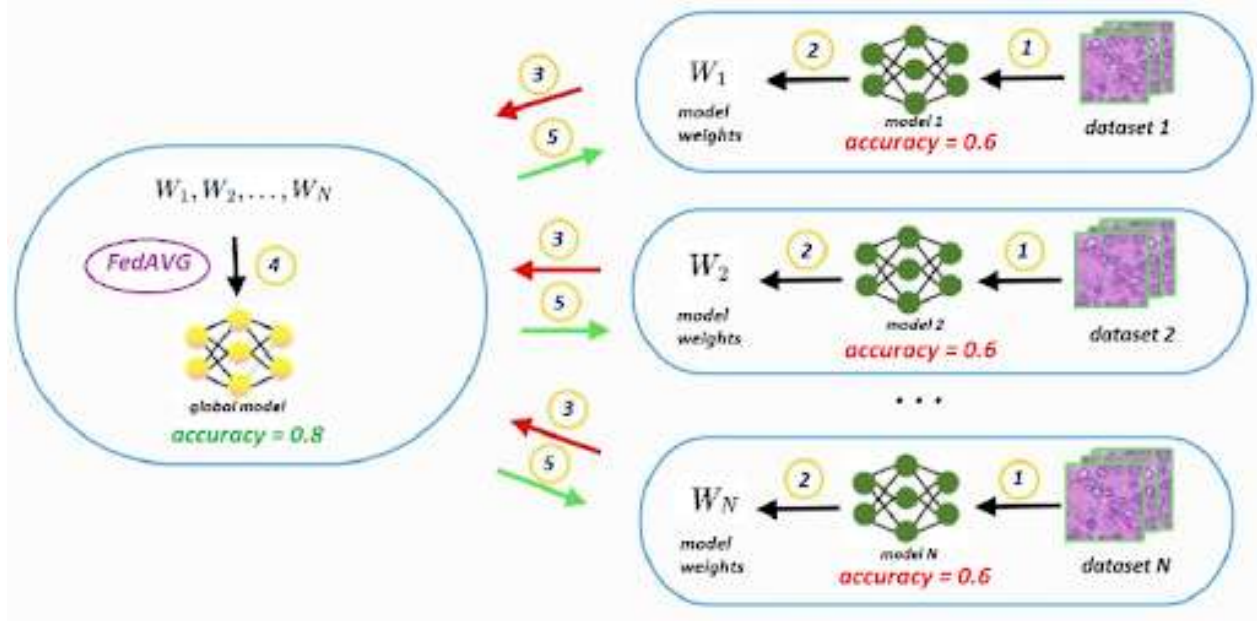 W₁, W₂, . . . , W_N
FedAVG
4
global model
accuracy = 0.8
3
5
3
5
3
5
W₁
model
weights
2
model 1
accuracy = 0.6
1
dataset 1
W₂
model
weights
2
model 2
accuracy = 0.6
1
dataset 2
. . .
W_N
model
weights
2
model N
accuracy = 0.6
1
dataset N